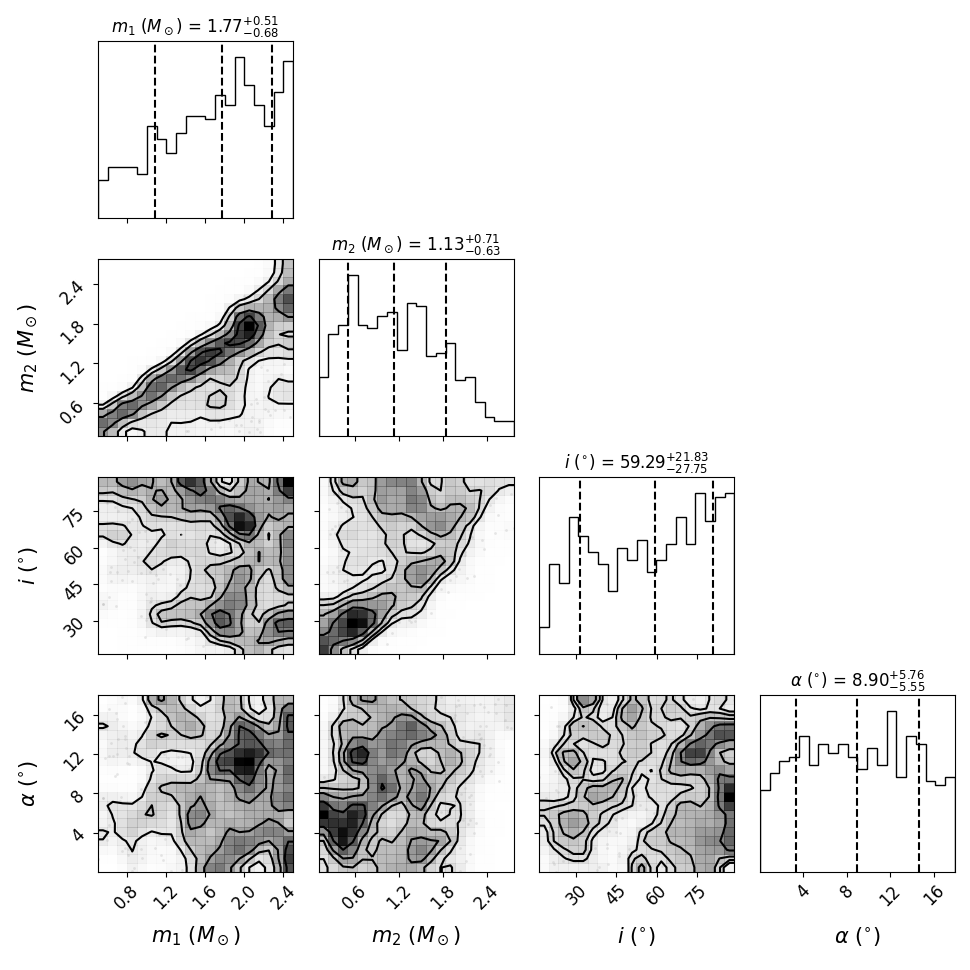 m₁ (M⊙) = 1.77+0.51−0.68
m₂ (M⊙)
2.4
1.8
1.2
0.6
m₂ (M⊙) = 1.13+0.71−0.63
i (°)
75
60
45
30
i (°) = 59.29+21.83−27.75
α (°)
16
12
8
4
α (°) = 8.90+5.76−5.55
0.8 1.2 1.6 2.0 2.4 0.6 1.2 1.8 2.4 30 45 60 75 4 8 12 16
m₁ (M⊙) m₂ (M⊙) i (°) α (°)